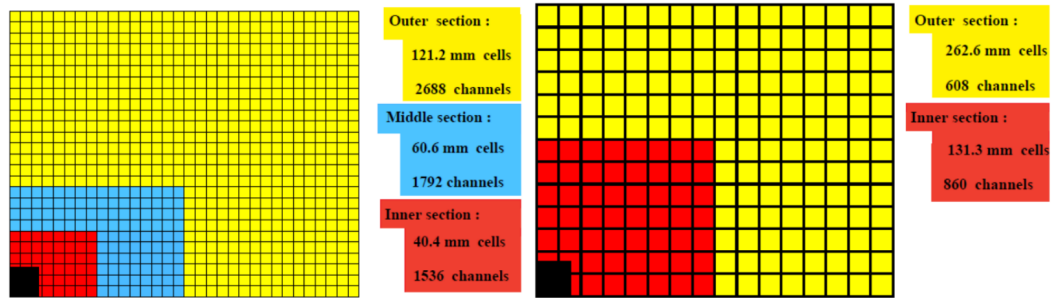 Outer section :
121.2 mm cells
2688 channels
Middle section :
60.6 mm cells
1792 channels
Inner section :
40.4 mm cells
1536 channels
Outer section :
262.6 mm cells
608 channels
Inner section :
131.3 mm cells
860 channels